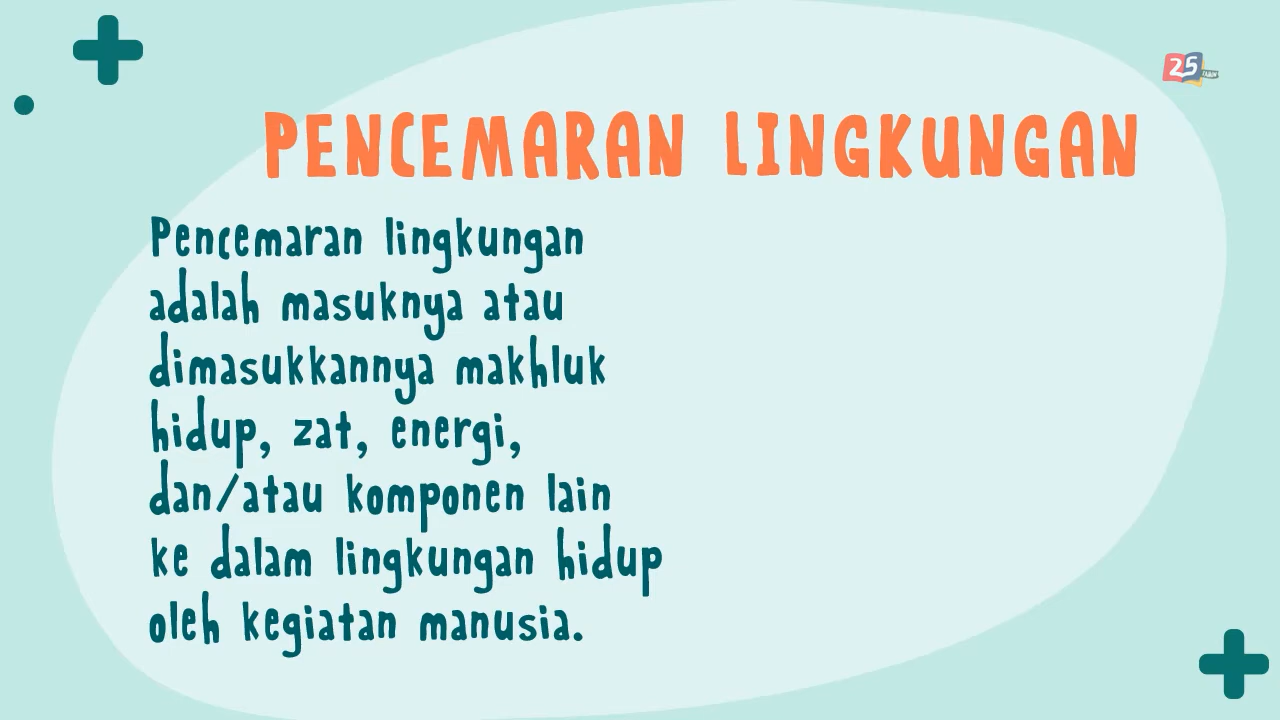 25
PENCEMARAN LINGKUNGAN
Pencemaran lingkungan
adalah masuknya atau
dimasukkannya makhluk
hidup, zat, energi,
dan/atau komponen lain
ke dalam lingkungan hidup
oleh kegiatan manusia.